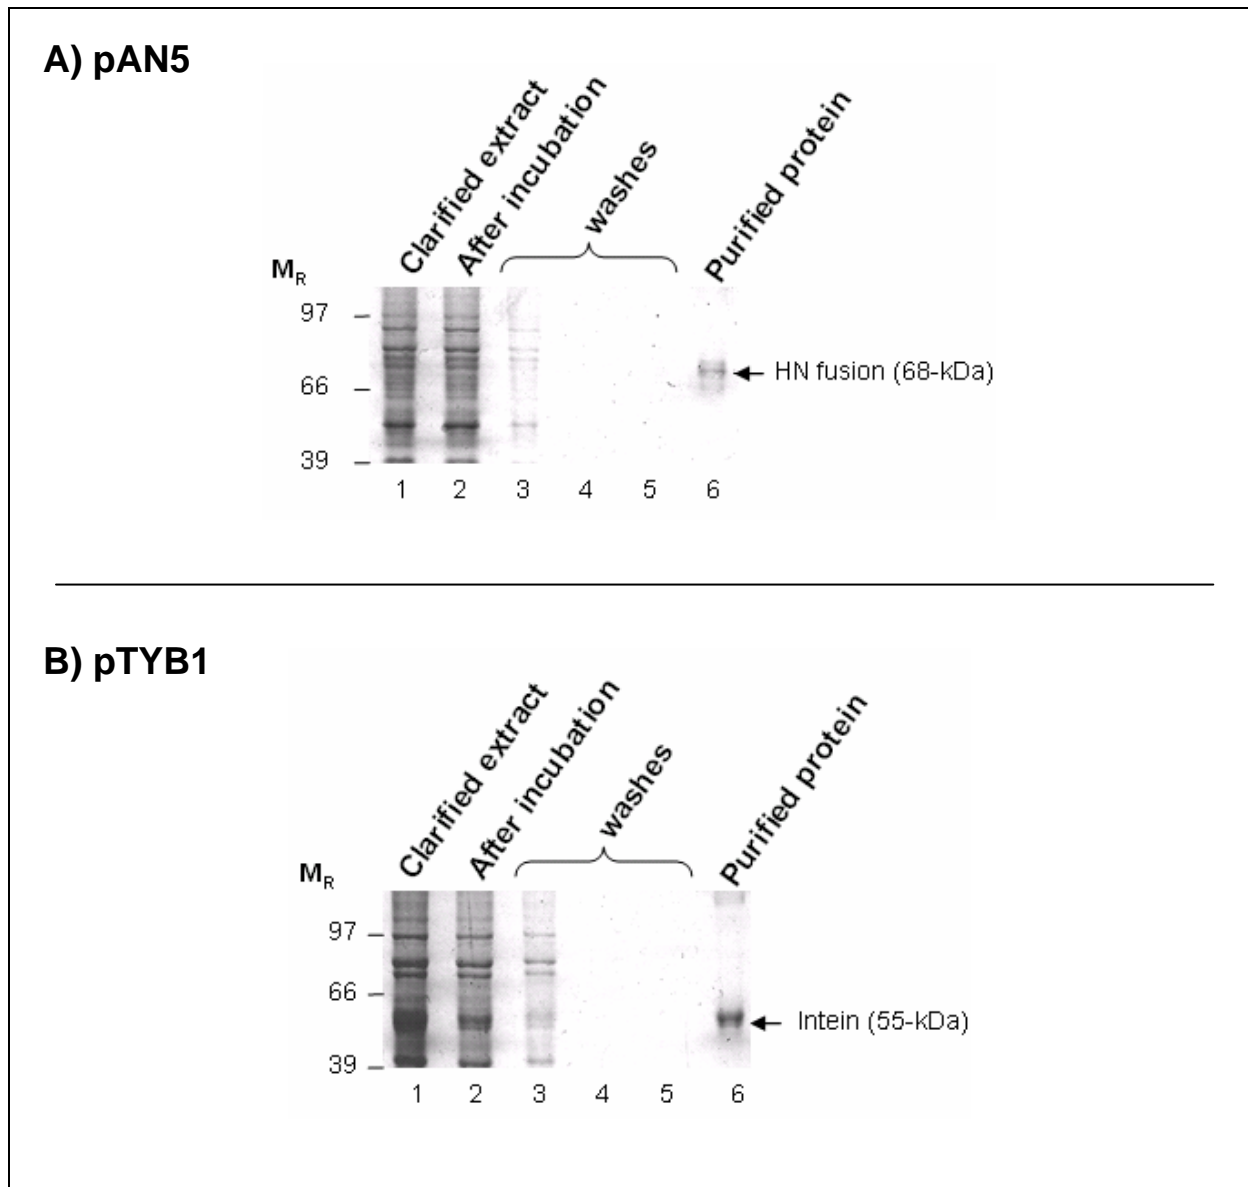 A) pAN5
Clarified extract
After incubation
washes
Purified protein
MR
97
66
39
HN fusion (68-kDa)
1 2 3 4 5 6
B) pTYB1
Clarified extract
After incubation
washes
Purified protein
MR
97
66
39
Intein (55-kDa)
1 2 3 4 5 6